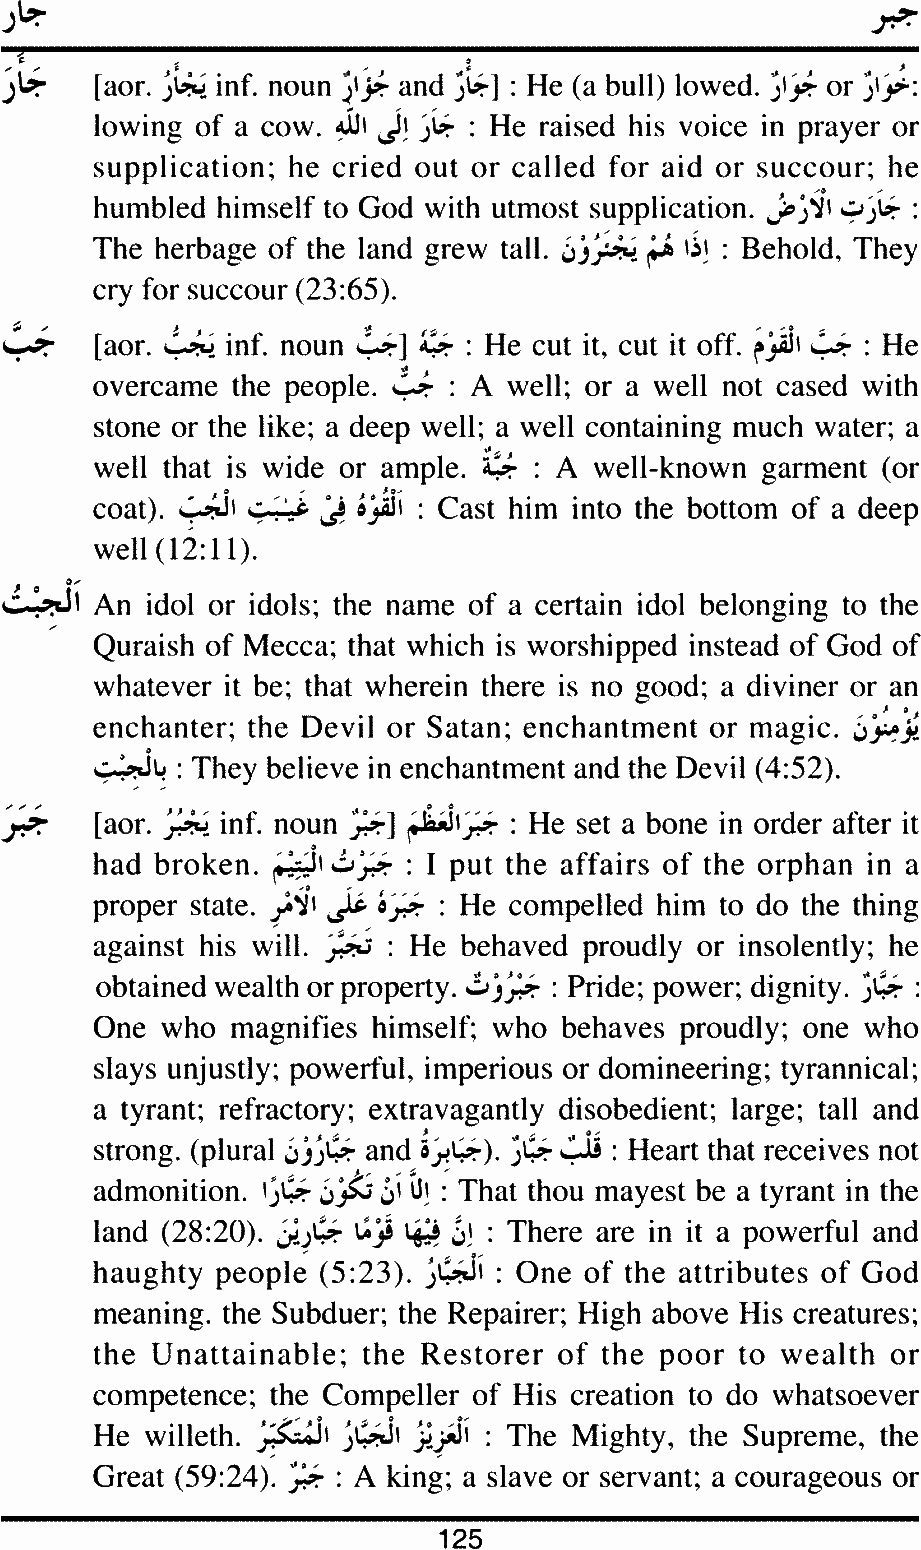 جار جبر
جَأَرَ [aor. يَجْأَرُ inf. noun جُؤَارٌ and جَأْرٌ] : He (a bull) lowed. جُوَارٌ or خُوَارٌ:
lowing of a cow. جَارَ اِلَى اللّٰهِ : He raised his voice in prayer or
supplication; he cried out or called for aid or succour; he
humbled himself to God with utmost supplication. جَارَتِ الْاَرْضُ :
The herbage of the land grew tall. اِذَا هُمْ يَجْئَرُوْنَ : Behold, They
cry for succour (23:65).
جَبَّ [aor. يَجُبُّ inf. noun جَبٌّ] جَبَّهُ : He cut it, cut it off. جَبَّ الْقَوْمَ : He
overcame the people. جُبٌّ : A well; or a well not cased with
stone or the like; a deep well; a well containing much water; a
well that is wide or ample. جُبَّةٌ : A well-known garment (or
coat). اَلْقُوْهُ فِىْ غَيٰبَتِ الْجُبِّ : Cast him into the bottom of a deep
well (12:11).
اَلْجِبْتُ An idol or idols; the name of a certain idol belonging to the
Quraish of Mecca; that which is worshipped instead of God of
whatever it be; that wherein there is no good; a diviner or an
enchanter; the Devil or Satan; enchantment or magic. يُؤْمِنُوْنَ
بِالْجِبْتِ : They believe in enchantment and the Devil (4:52).
جَبَرَ [aor. يَجْبُرُ inf. noun جَبْرٌ] جَبَرَالْعَظْمَ : He set a bone in order after it
had broken. جَبَرْتُ الْيَتِيْمَ : I put the affairs of the orphan in a
proper state. جَبَرَهٗ عَلَى الْاَمْرِ : He compelled him to do the thing
against his will. تَجَبَّرَ : He behaved proudly or insolently; he
obtained wealth or property. جَبْرُوْتٌ : Pride; power; dignity. جَبَّارٌ :
One who magnifies himself; who behaves proudly; one who
slays unjustly; powerful, imperious or domineering; tyrannical;
a tyrant; refractory; extravagantly disobedient; large; tall and
strong. (plural جَبَّارُوْنَ and جَبَابِرَةٌ). قَلْبٌ جَبَّارٌ : Heart that receives not
admonition. اِلَّا اَنْ تَكُوْنَ جَبَّارًا : That thou mayest be a tyrant in the
land (28:20). اِنَّ فِيْهَا قَوْمًا جَبَّارِيْنَ : There are in it a powerful and
haughty people (5:23). اَلْجَبَّارُ : One of the attributes of God
meaning. the Subduer; the Repairer; High above His creatures;
the Unattainable; the Restorer of the poor to wealth or
competence; the Compeller of His creation to do whatsoever
He willeth. اَلْعَزِيْزُ الْجَبَّارُ الْمُتَكَبِّرُ : The Mighty, the Supreme, the
Great (59:24). جَبْرٌ : A king; a slave or servant; a courageous or
125